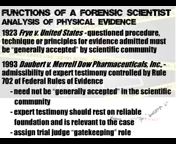 FUNCTIONS OF A FORENSIC SCIENTIST
ANALYSIS OF PHYSICAL EVIDENCE
1923 Frye v. United States -questioned procedure,
technique or principles for evidence admitted must
be “generally accepted” by scientific community
1993 Daubert v. Merrell Dow Pharmaceuticals, Inc., -
admissibility of expert testimony controlled by Rule
702 of Federal Rules of Evidence
- need not be “generally accepted” in the scientific
community
- expert testimony should rest on reliable
foundation and is relevant to the case
- assign trial judge “gatekeeping” role